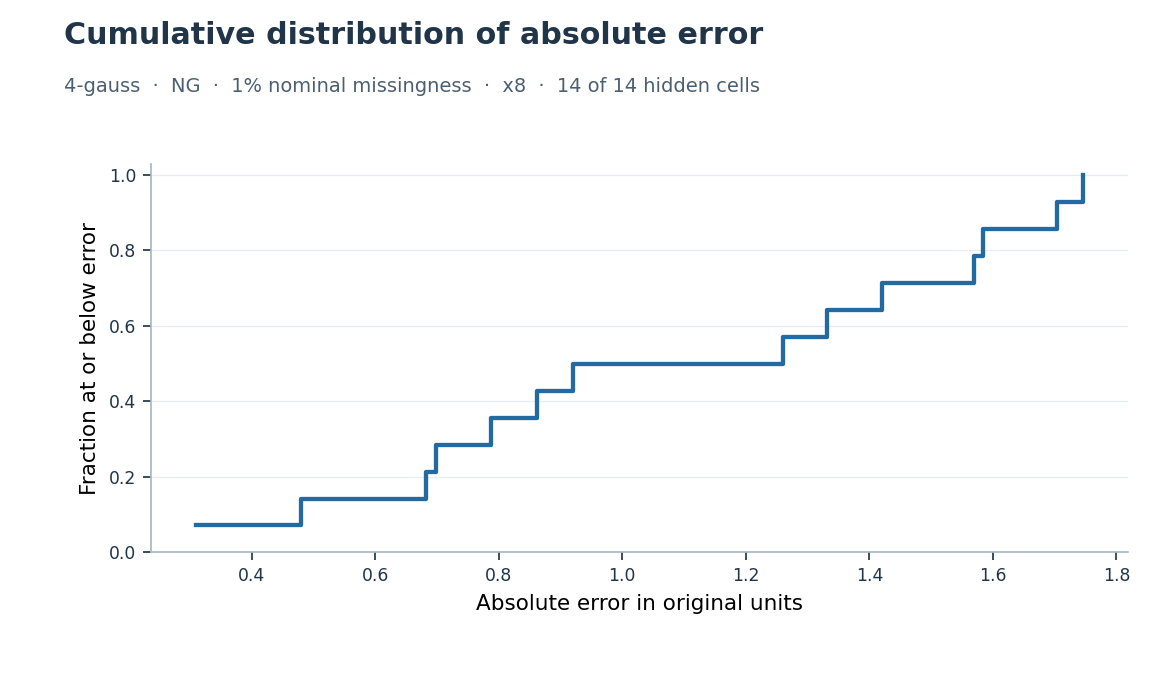 Cumulative distribution of absolute error
4-gauss · NG · 1% nominal missingness · x8 · 14 of 14 hidden cells
Fraction at or below error
1.0
0.8
0.6
0.4
0.2
0.0
0.4 0.6 0.8 1.0 1.2 1.4 1.6 1.8
Absolute error in original units